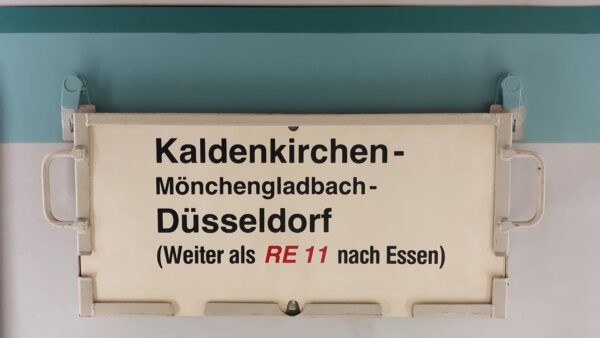 Kaldenkirchen-
Mönchengladbach-
Düsseldorf
(Weiter als RE 11 nach Essen)